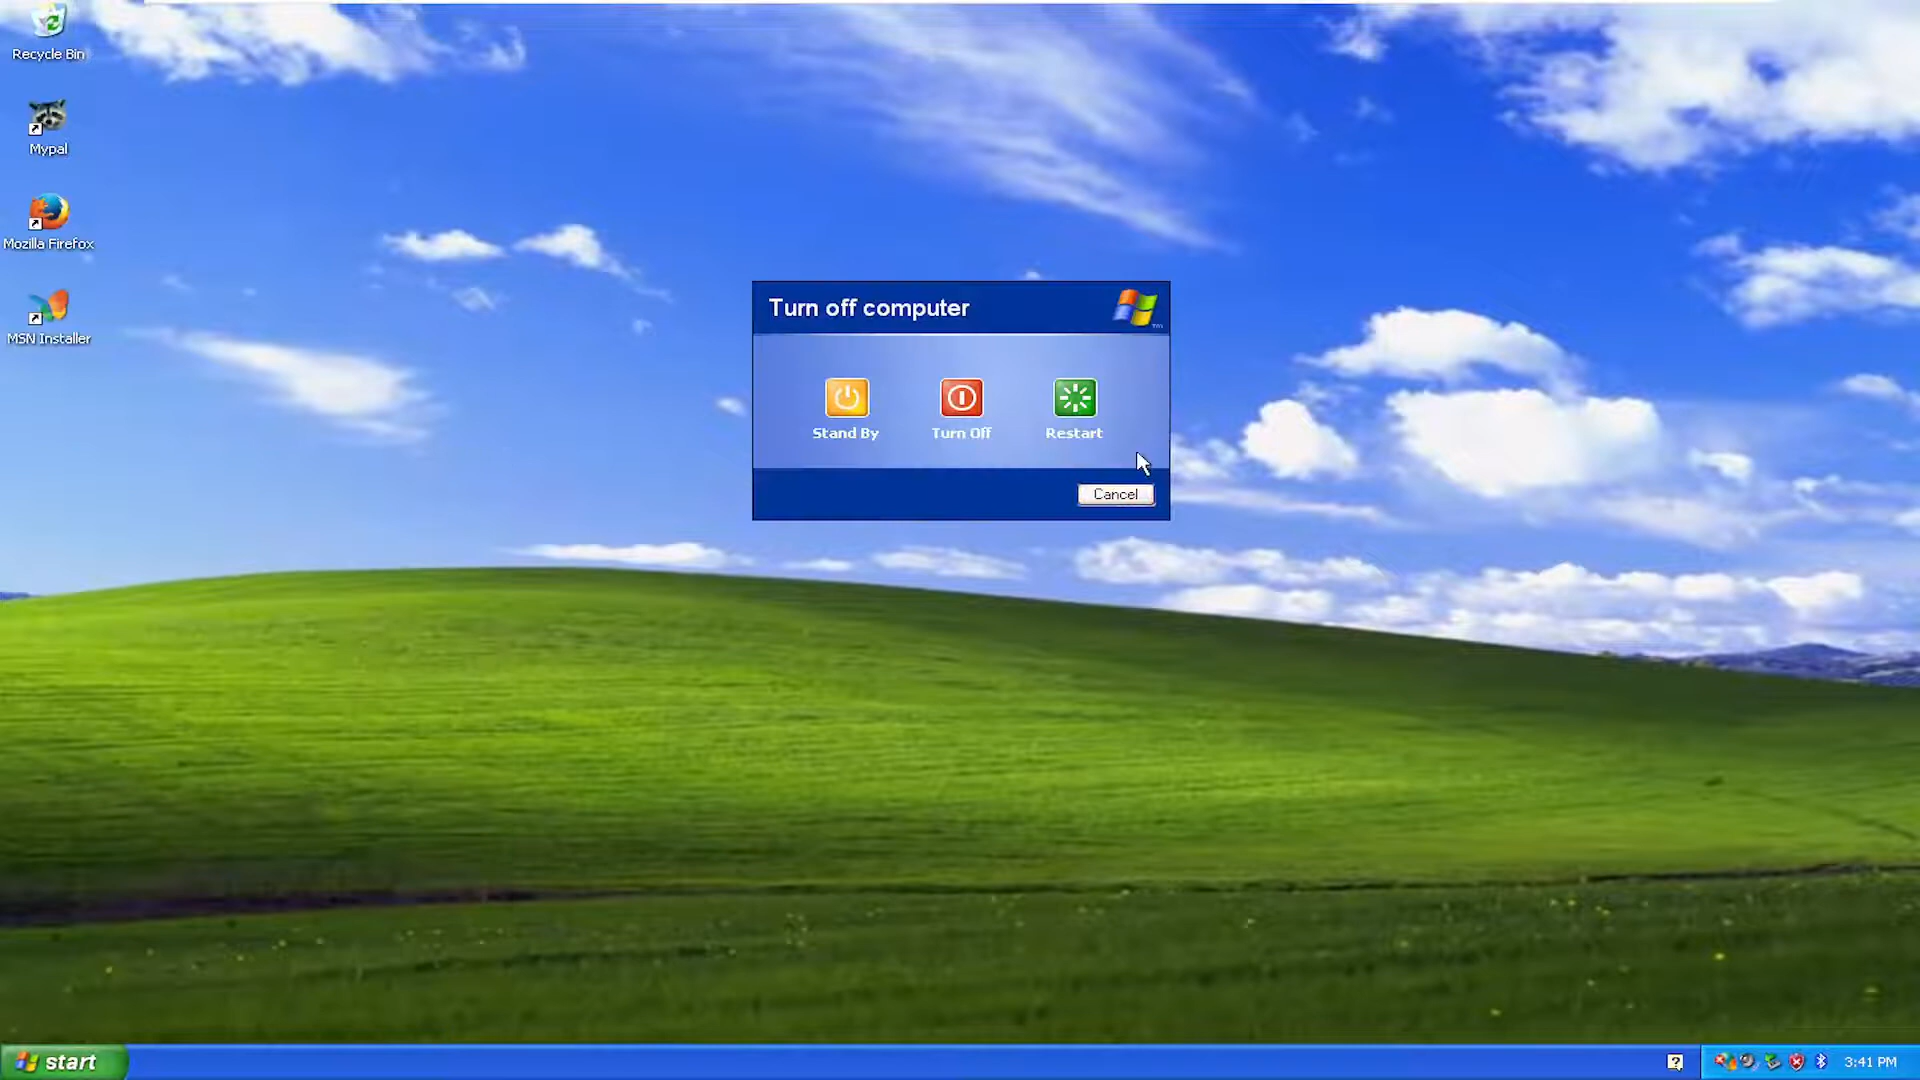 Recycle Bin
Mypal
Mozilla Firefox
MSN Installer
Turn off computer
Stand By
Turn Off
Restart
Cancel
start
?
3:41 PM